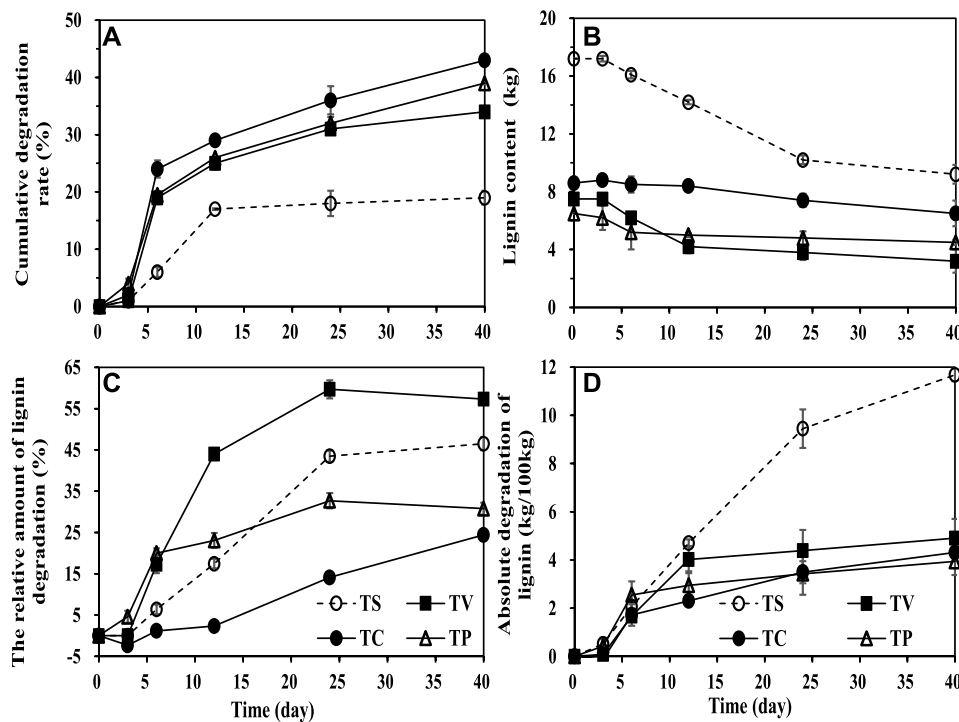 A
Cumulative degradation
rate (%)
50
40
30
20
10
0
0 5 10 15 20 25 30 35 40
B
Lignin content (kg)
20
16
12
8
4
0
0 5 10 15 20 25 30 35 40
C
The relative amount of lignin
degradation (%)
65
55
45
35
25
15
5
-5
TS TV
TC TP
0 5 10 15 20 25 30 35 40
Time (day)
D
Absolute degradation of
lignin (kg/100kg)
12
10
8
6
4
2
0
TS TV
TC TP
0 5 10 15 20 25 30 35 40
Time (day)